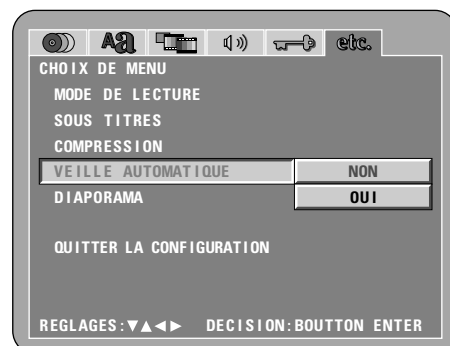 Aa etc.
CHOIX DE MENU
MODE DE LECTURE
SOUS TITRES
COMPRESSION
VEILLE AUTOMATIQUE NON
DIAPORAMA OUI
QUITTER LA CONFIGURATION
REGLAGES:▼▲◀▶ DECISION:BOUTTON ENTER